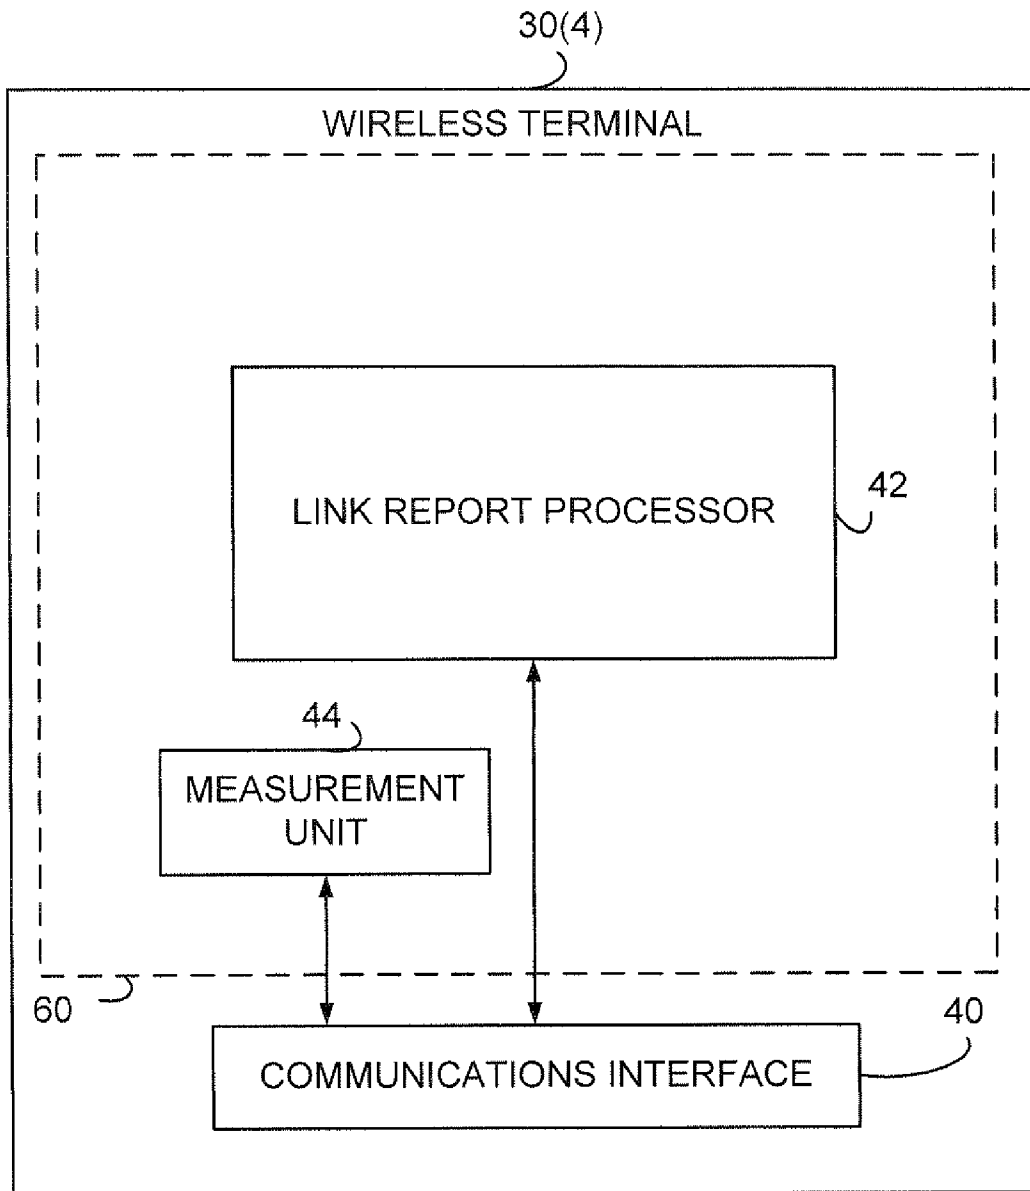 30(4)
WIRELESS TERMINAL
LINK REPORT PROCESSOR
42
44
MEASUREMENT
UNIT
60
40
COMMUNICATIONS INTERFACE